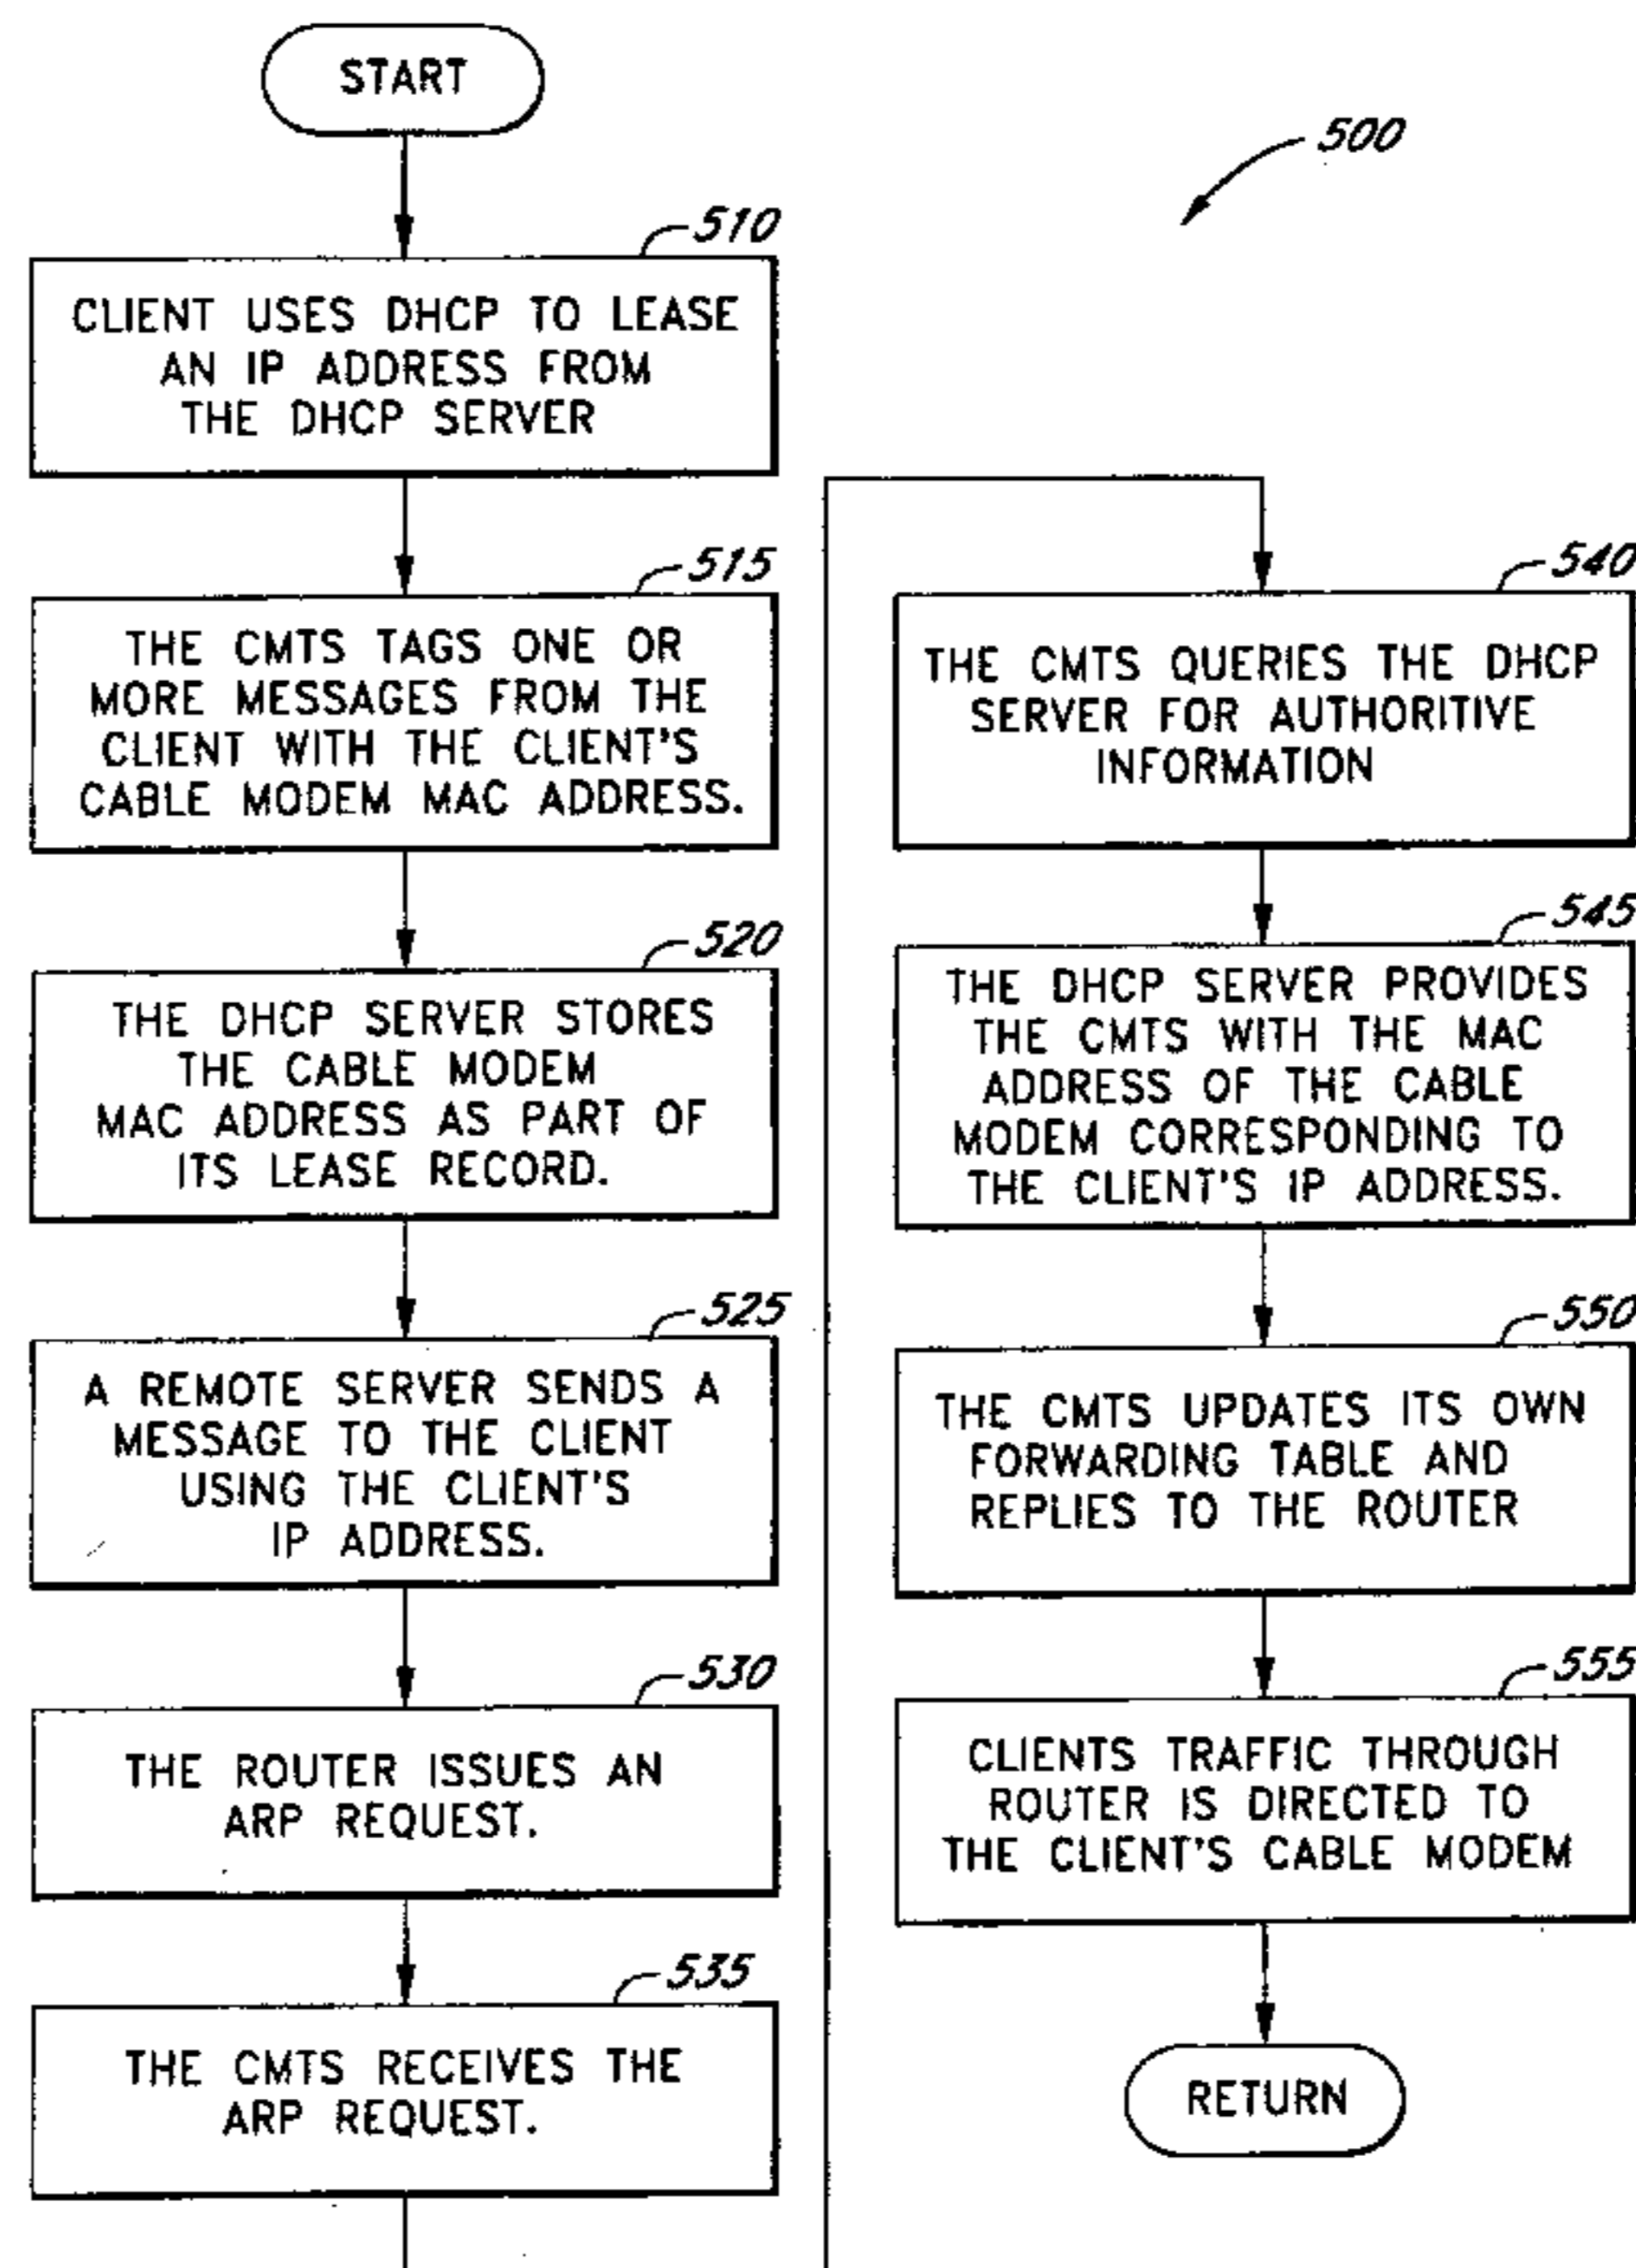 START
500
510
CLIENT USES DHCP TO LEASE
AN IP ADDRESS FROM
THE DHCP SERVER
515
THE CMTS TAGS ONE OR
MORE MESSAGES FROM THE
CLIENT WITH THE CLIENT'S
CABLE MODEM MAC ADDRESS.
520
THE DHCP SERVER STORES
THE CABLE MODEM
MAC ADDRESS AS PART OF
ITS LEASE RECORD.
525
A REMOTE SERVER SENDS A
MESSAGE TO THE CLIENT
USING THE CLIENT'S
IP ADDRESS.
530
THE ROUTER ISSUES AN
ARP REQUEST.
535
THE CMTS RECEIVES THE
ARP REQUEST.
540
THE CMTS QUERIES THE DHCP
SERVER FOR AUTHORITIVE
INFORMATION
545
THE DHCP SERVER PROVIDES
THE CMTS WITH THE MAC
ADDRESS OF THE CABLE
MODEM CORRESPONDING TO
THE CLIENT'S IP ADDRESS.
550
THE CMTS UPDATES ITS OWN
FORWARDING TABLE AND
REPLIES TO THE ROUTER
555
CLIENTS TRAFFIC THROUGH
ROUTER IS DIRECTED TO
THE CLIENT'S CABLE MODEM
RETURN